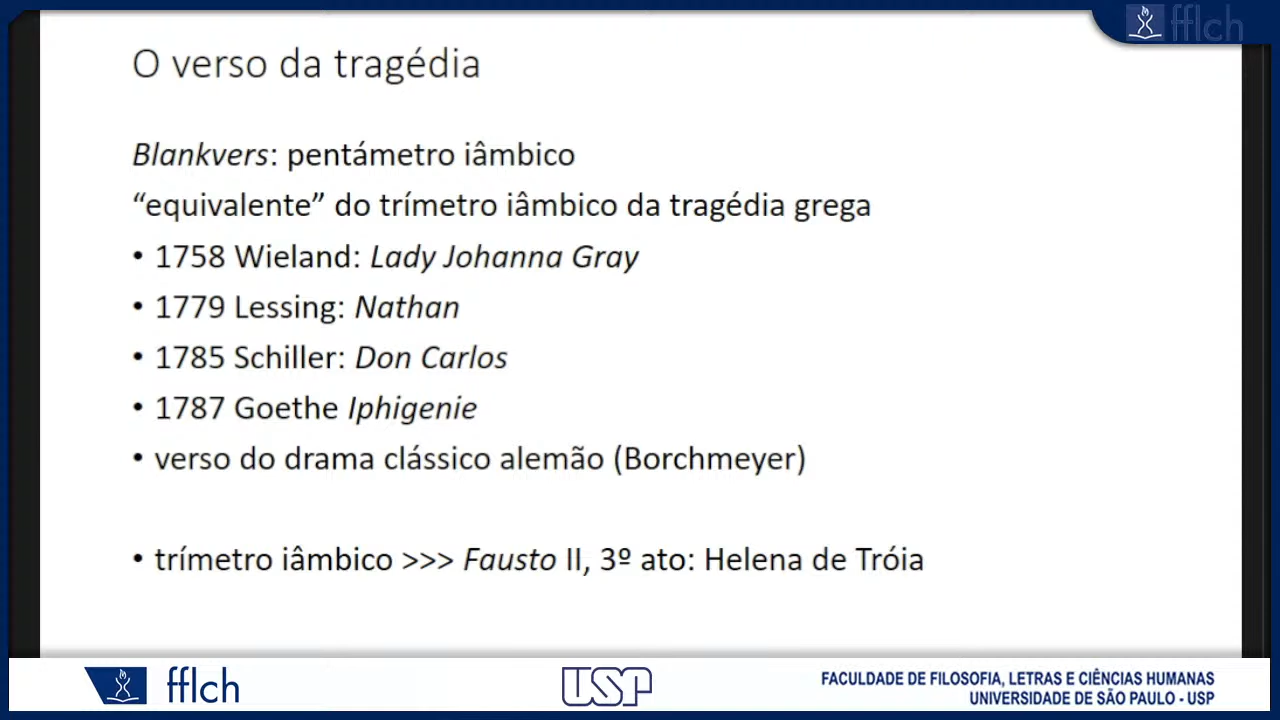 fflch
O verso da tragédia
Blankvers: pentámetro iâmbico
“equivalente” do trímetro iâmbico da tragédia grega
• 1758 Wieland: Lady Johanna Gray
• 1779 Lessing: Nathan
• 1785 Schiller: Don Carlos
• 1787 Goethe Iphigenie
• verso do drama clássico alemão (Borchmeyer)
• trímetro iâmbico >>> Fausto II, 3º ato: Helena de Tróia
fflch
USP
FACULDADE DE FILOSOFIA, LETRAS E CIÊNCIAS HUMANAS
UNIVERSIDADE DE SÃO PAULO - USP